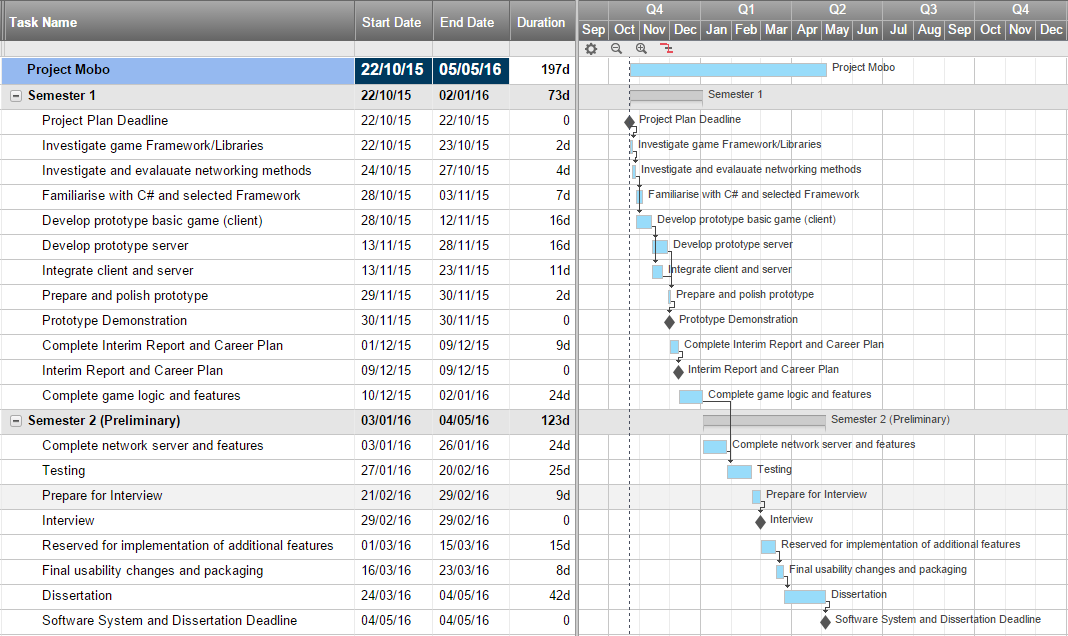 Task Name Start Date End Date Duration Q4 Q1 Q2 Q3 Q4
Sep Oct Nov Dec Jan Feb Mar Apr May Jun Jul Aug Sep Oct Nov Dec
Project Mobo 22/10/15 05/05/16 197d Project Mobo
Semester 1 22/10/15 02/01/16 73d Semester 1
Project Plan Deadline 22/10/15 22/10/15 0 Project Plan Deadline
Investigate game Framework/Libraries 22/10/15 23/10/15 2d Investigate game Framework/Libraries
Investigate and evalauate networking methods 24/10/15 27/10/15 4d Investigate and evalauate networking methods
Familiarise with C# and selected Framework 28/10/15 03/11/15 7d Familiarise with C# and selected Framework
Develop prototype basic game (client) 28/10/15 12/11/15 16d Develop prototype basic game (client)
Develop prototype server 13/11/15 28/11/15 16d Develop prototype server
Integrate client and server 13/11/15 23/11/15 11d Integrate client and server
Prepare and polish prototype 29/11/15 30/11/15 2d Prepare and polish prototype
Prototype Demonstration 30/11/15 30/11/15 0 Prototype Demonstration
Complete Interim Report and Career Plan 01/12/15 09/12/15 9d Complete Interim Report and Career Plan
Interim Report and Career Plan 09/12/15 09/12/15 0 Interim Report and Career Plan
Complete game logic and features 10/12/15 02/01/16 24d Complete game logic and features
Semester 2 (Preliminary) 03/01/16 04/05/16 123d Semester 2 (Preliminary)
Complete network server and features 03/01/16 26/01/16 24d Complete network server and features
Testing 27/01/16 20/02/16 25d Testing
Prepare for Interview 21/02/16 29/02/16 9d Prepare for Interview
Interview 29/02/16 29/02/16 0 Interview
Reserved for implementation of additional features 01/03/16 15/03/16 15d Reserved for implementation of additional features
Final usability changes and packaging 16/03/16 23/03/16 8d Final usability changes and packaging
Dissertation 24/03/16 04/05/16 42d Dissertation
Software System and Dissertation Deadline 04/05/16 04/05/16 0 Software System and Dissertation Deadline